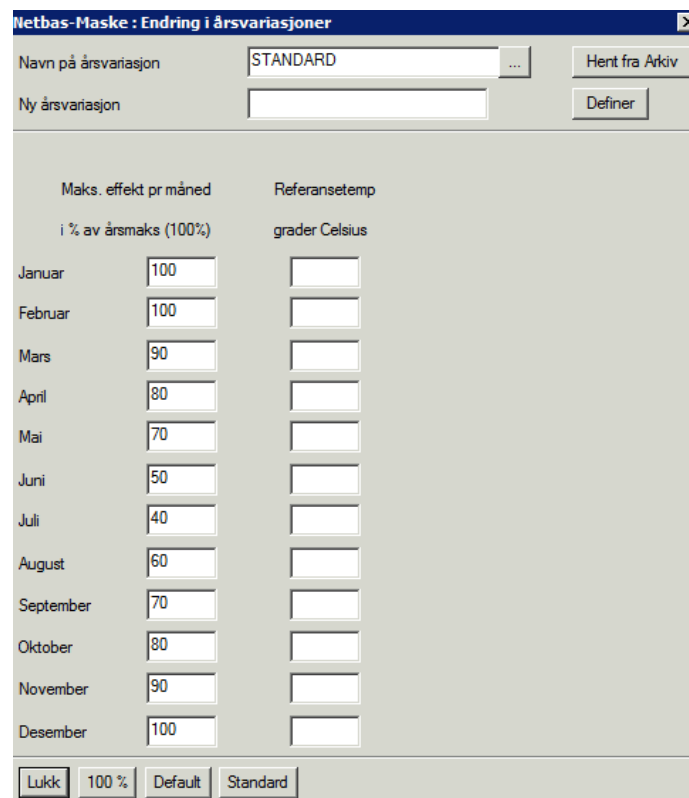 Netbas-Maske : Endring i årsvariasjoner
Navn på årsvariasjon STANDARD ... Hent fra Arkiv
Ny årsvariasjon Definer
Maks. effekt pr måned Referansetemp
i % av årsmaks (100%) grader Celsius
Januar 100
Februar 100
Mars 90
April 80
Mai 70
Juni 50
Juli 40
August 60
September 70
Oktober 80
November 90
Desember 100
Lukk 100 % Default Standard